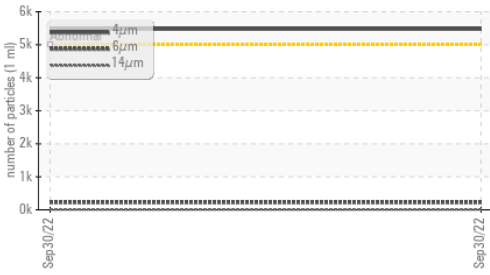 6k
5k
4k
3k
2k
1k
0k
number of particles (1 ml)
Abnormal
4µm
6µm
14µm
Sep30/22
Sep30/22